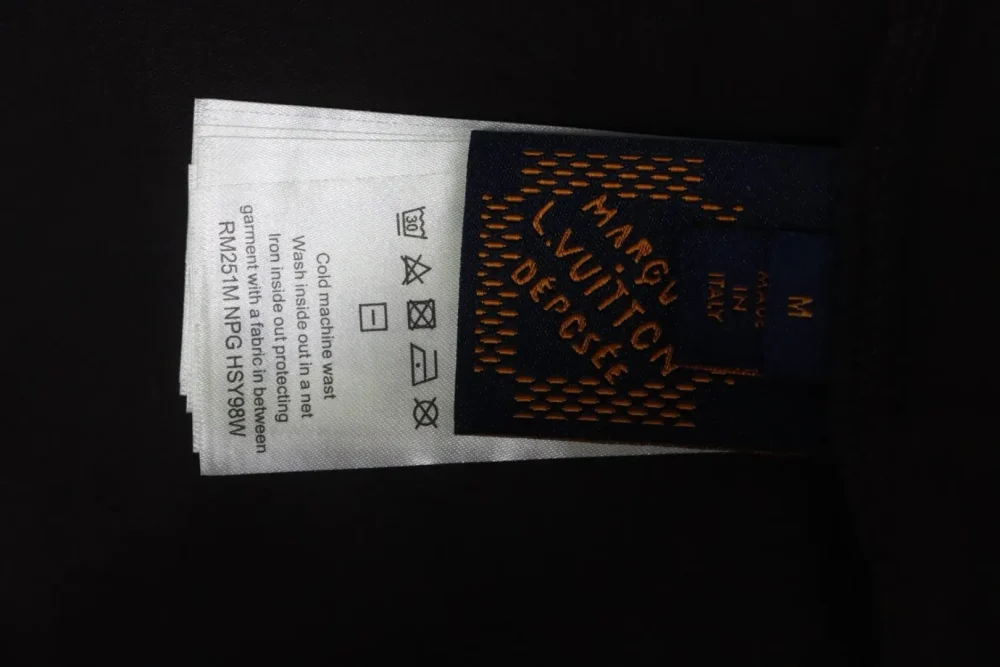 M
MADE
IN
ITALY
MARQU
L.VUITTON
DEPOSÉE
30
Cold machine wast
Wash inside out in a net
Iron inside out protecting
garment with a fabric in between
RM251M NPG HSY98W